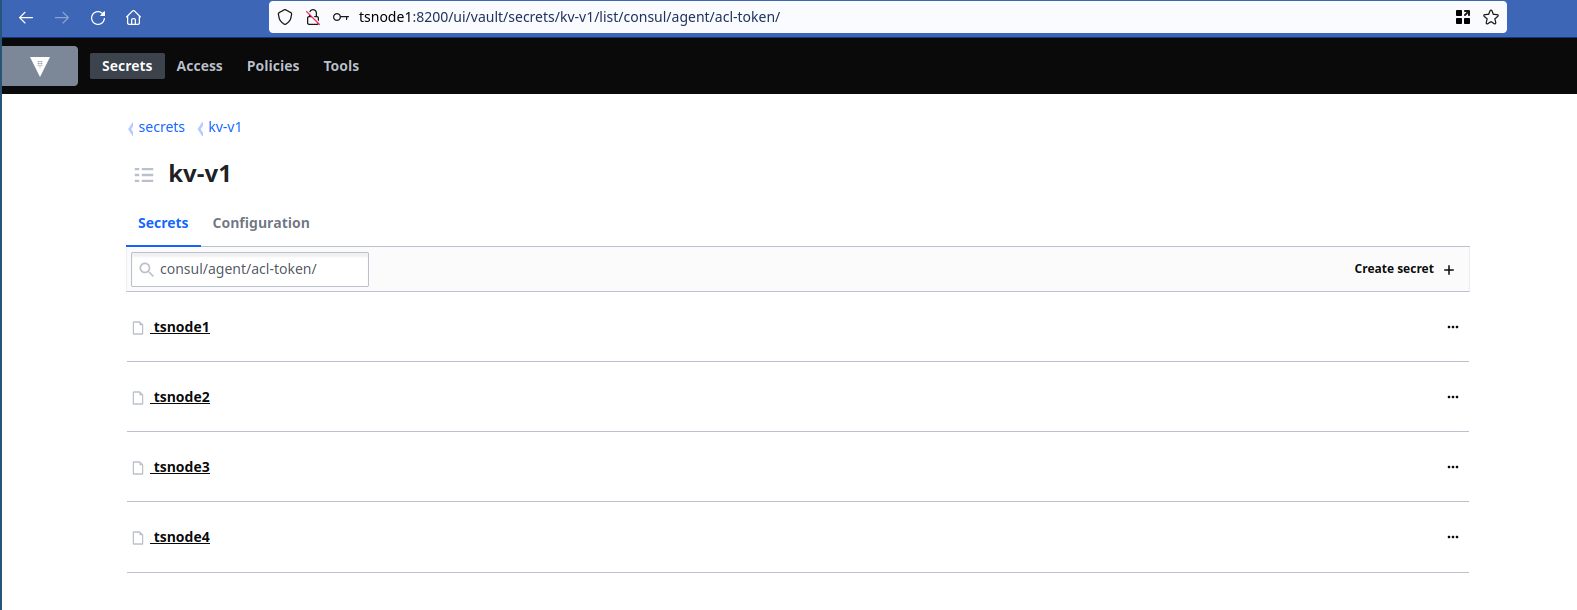 tsnode1:8200/ui/vault/secrets/kv-v1/list/consul/agent/acl-token/
Secrets Access Policies Tools
secrets kv-v1
kv-v1
Secrets Configuration
consul/agent/acl-token/ Create secret +
tsnode1
tsnode2
tsnode3
tsnode4